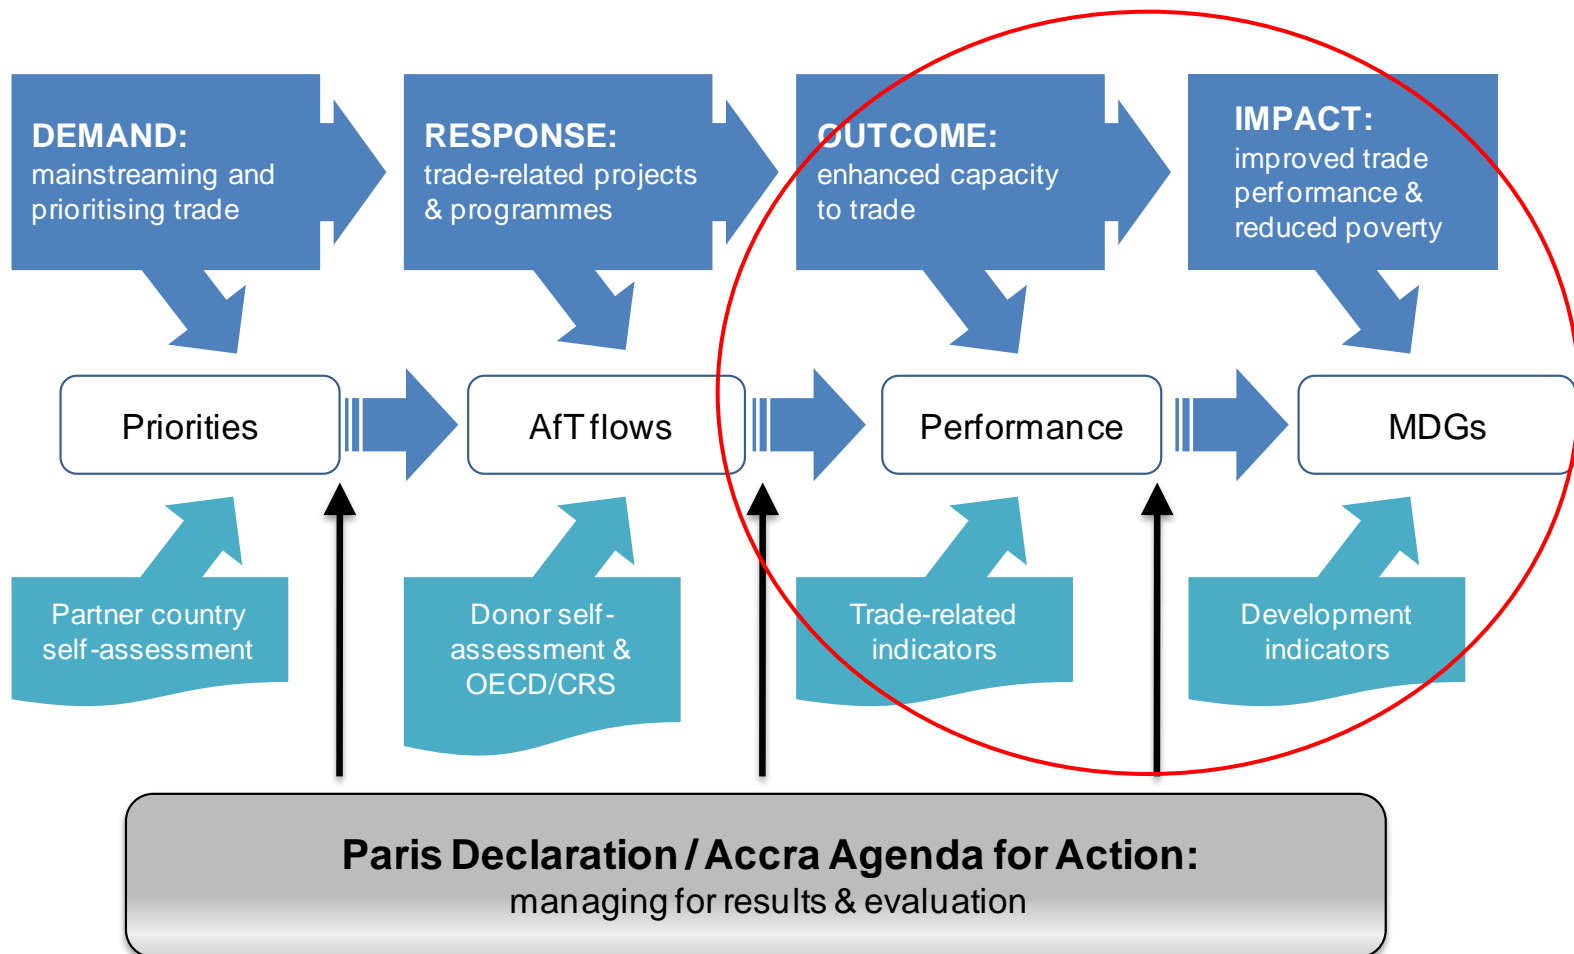 DEMAND:
mainstreaming and
prioritising trade
RESPONSE:
trade-related projects
& programmes
OUTCOME:
enhanced capacity
to trade
IMPACT:
improved trade
performance &
reduced poverty
Priorities
AfT flows
Performance
MDGs
Partner country
self-assessment
Donor self-
assessment &
OECD/CRS
Trade-related
indicators
Development
indicators
Paris Declaration / Accra Agenda for Action:
managing for results & evaluation